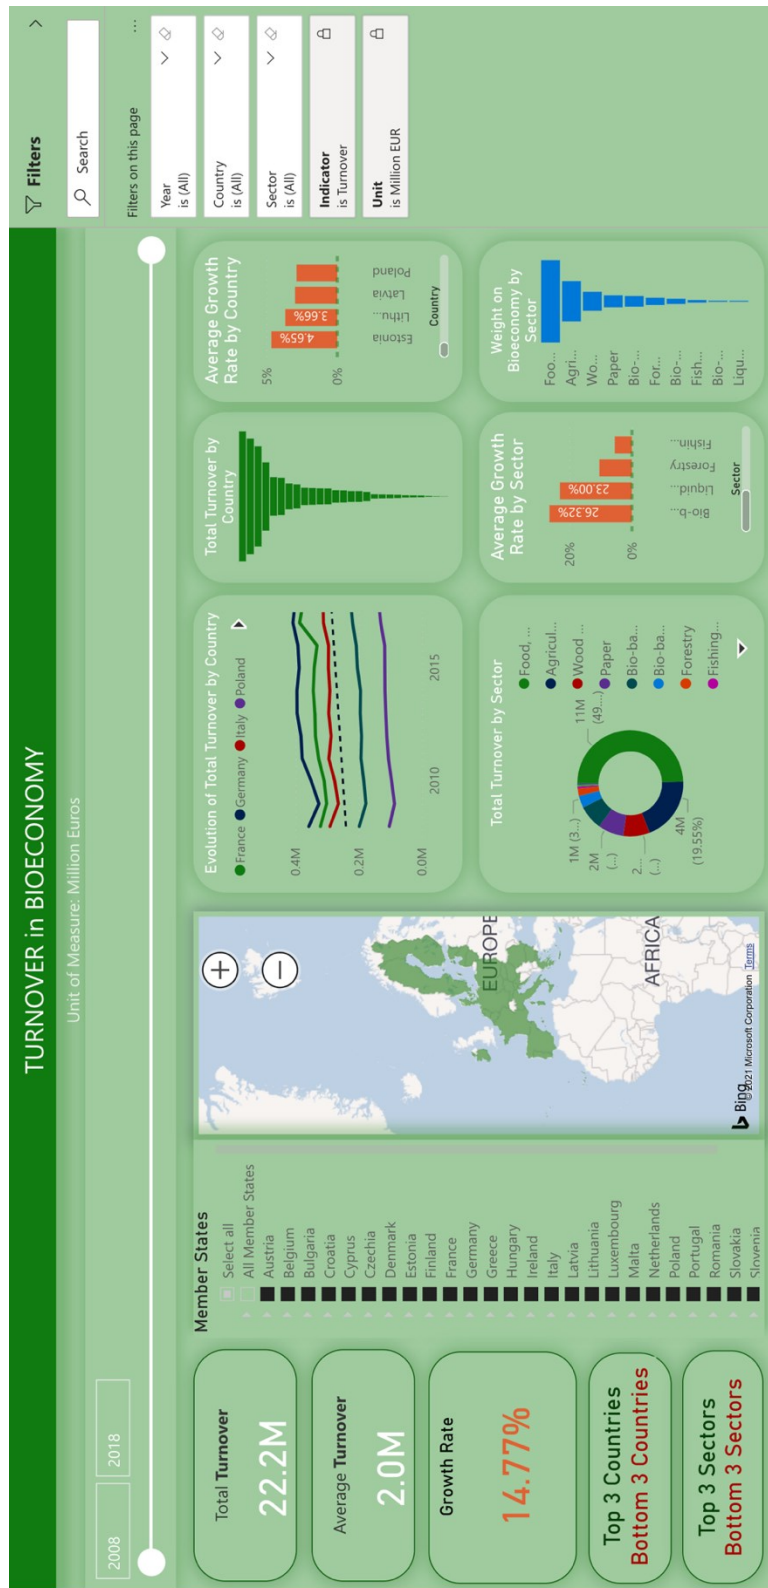 TURNOVER in BIOECONOMY
Unit of Measure: Million Euros
2008
2018
Total Turnover
22.2M
Average Turnover
2.0M
Growth Rate
14.77%
Top 3 Countries
Bottom 3 Countries
Top 3 Sectors
Bottom 3 Sectors
Member States
Select all
All Member States
Austria
Belgium
Bulgaria
Croatia
Cyprus
Czechia
Denmark
Estonia
Finland
France
Germany
Greece
Hungary
Ireland
Italy
Latvia
Lithuania
Luxembourg
Malta
Netherlands
Poland
Portugal
Romania
Slovakia
Slovenia
EUROPE
AFRICA
Bing
© 2021 Microsoft Corporation Terms
Evolution of Total Turnover by Country
France Germany Italy Poland
0.4M
0.2M
0.0M
2010
2015
Total Turnover by
Country
Average Growth
Rate by Country
5%
0%
4.65%
3.66%
Estonia
Lithu...
Latvia
Poland
Country
Total Turnover by Sector
1M (3...)
2M
(...)
2...
(...)
4M
(19.55%)
11M
(49....)
Food, ...
Agricul...
Wood ...
Paper
Bio-ba...
Bio-ba...
Forestry
Fishing...
Average Growth
Rate by Sector
20%
0%
26.32%
23.00%
Bio-b...
Liquid...
Forestry
Fishin...
Sector
Weight on
Bioeconomy by
Sector
Foo...
Agri...
Wo...
Paper
Bio-...
For...
Bio-...
Fish...
Bio-...
Liqu...
Filters
Search
Filters on this page
...
Year
is (All)
Country
is (All)
Sector
is (All)
Indicator
is Turnover
Unit
is Million EUR